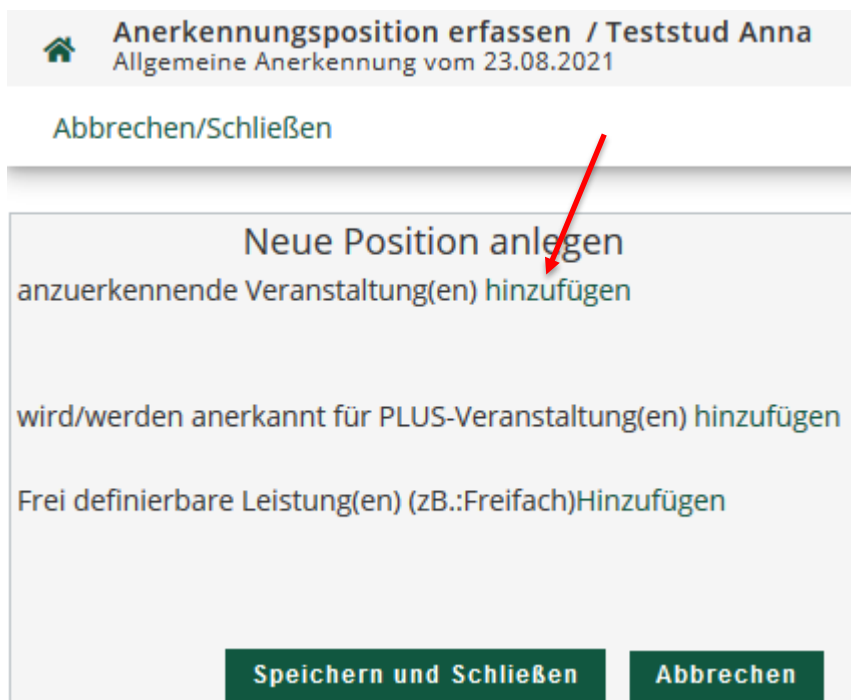 Anerkennungsposition erfassen / Teststud Anna
Allgemeine Anerkennung vom 23.08.2021
Abbrechen/Schließen
Neue Position anlegen
anzuerkennende Veranstaltung(en) hinzufügen
wird/werden anerkannt für PLUS-Veranstaltung(en) hinzufügen
Frei definierbare Leistung(en) (zB.:Freifach)Hinzufügen
Speichern und Schließen Abbrechen